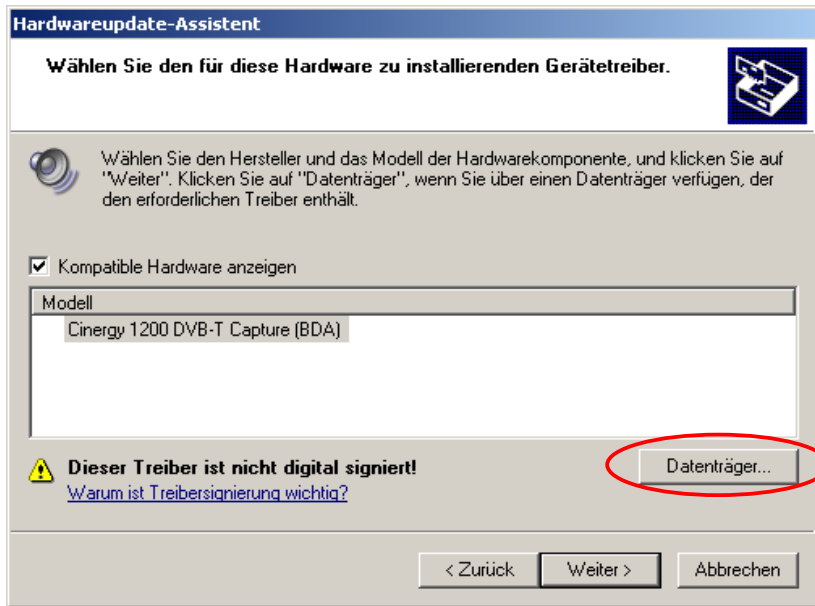 Hardwareupdate-Assistent
Wählen Sie den für diese Hardware zu installierenden Gerätetreiber.
Wählen Sie den Hersteller und das Modell der Hardwarekomponente, und klicken Sie auf
"Weiter". Klicken Sie auf "Datenträger", wenn Sie über einen Datenträger verfügen, der
den erforderlichen Treiber enthält.
Kompatible Hardware anzeigen
Modell
Cinergy 1200 DVB-T Capture (BDA)
Dieser Treiber ist nicht digital signiert!
Datenträger...
Warum ist Treibersignierung wichtig?
< Zurück
Weiter >
Abbrechen